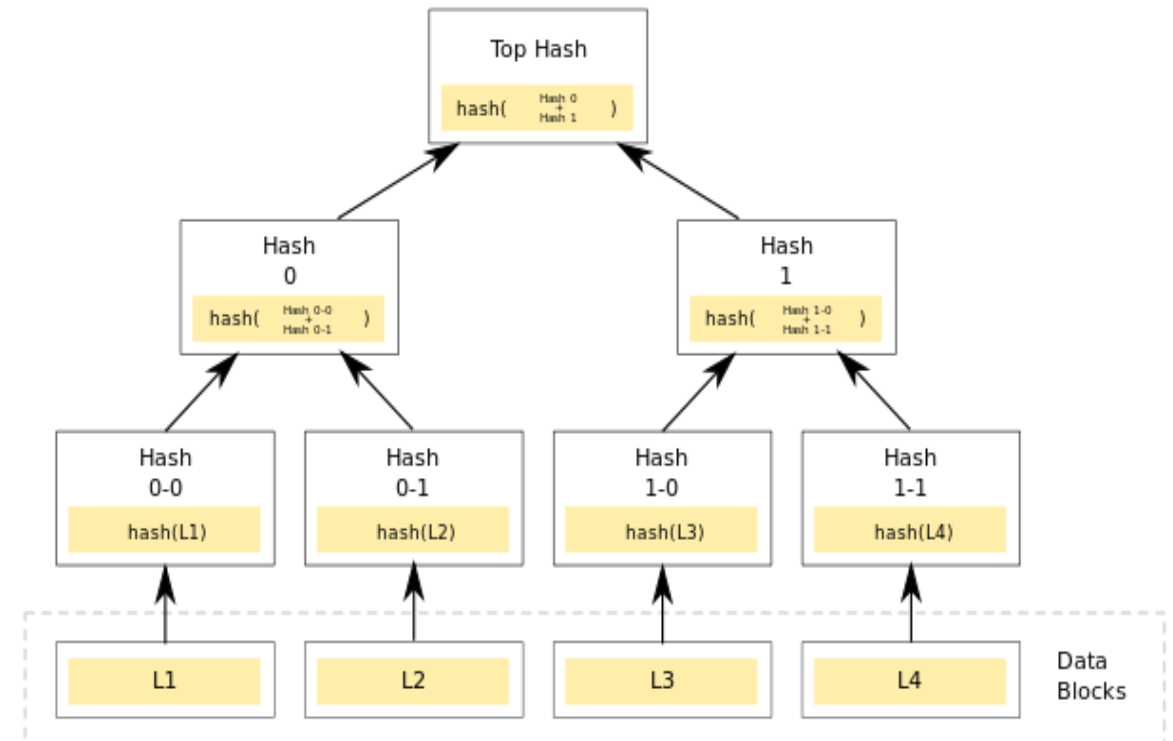 Top Hash
hash( Hash 0 + Hash 1 )
Hash
0
hash( Hash 0-0 + Hash 0-1 )
Hash
1
hash( Hash 1-0 + Hash 1-1 )
Hash
0-0
hash(L1)
Hash
0-1
hash(L2)
Hash
1-0
hash(L3)
Hash
1-1
hash(L4)
L1
L2
L3
L4
Data
Blocks